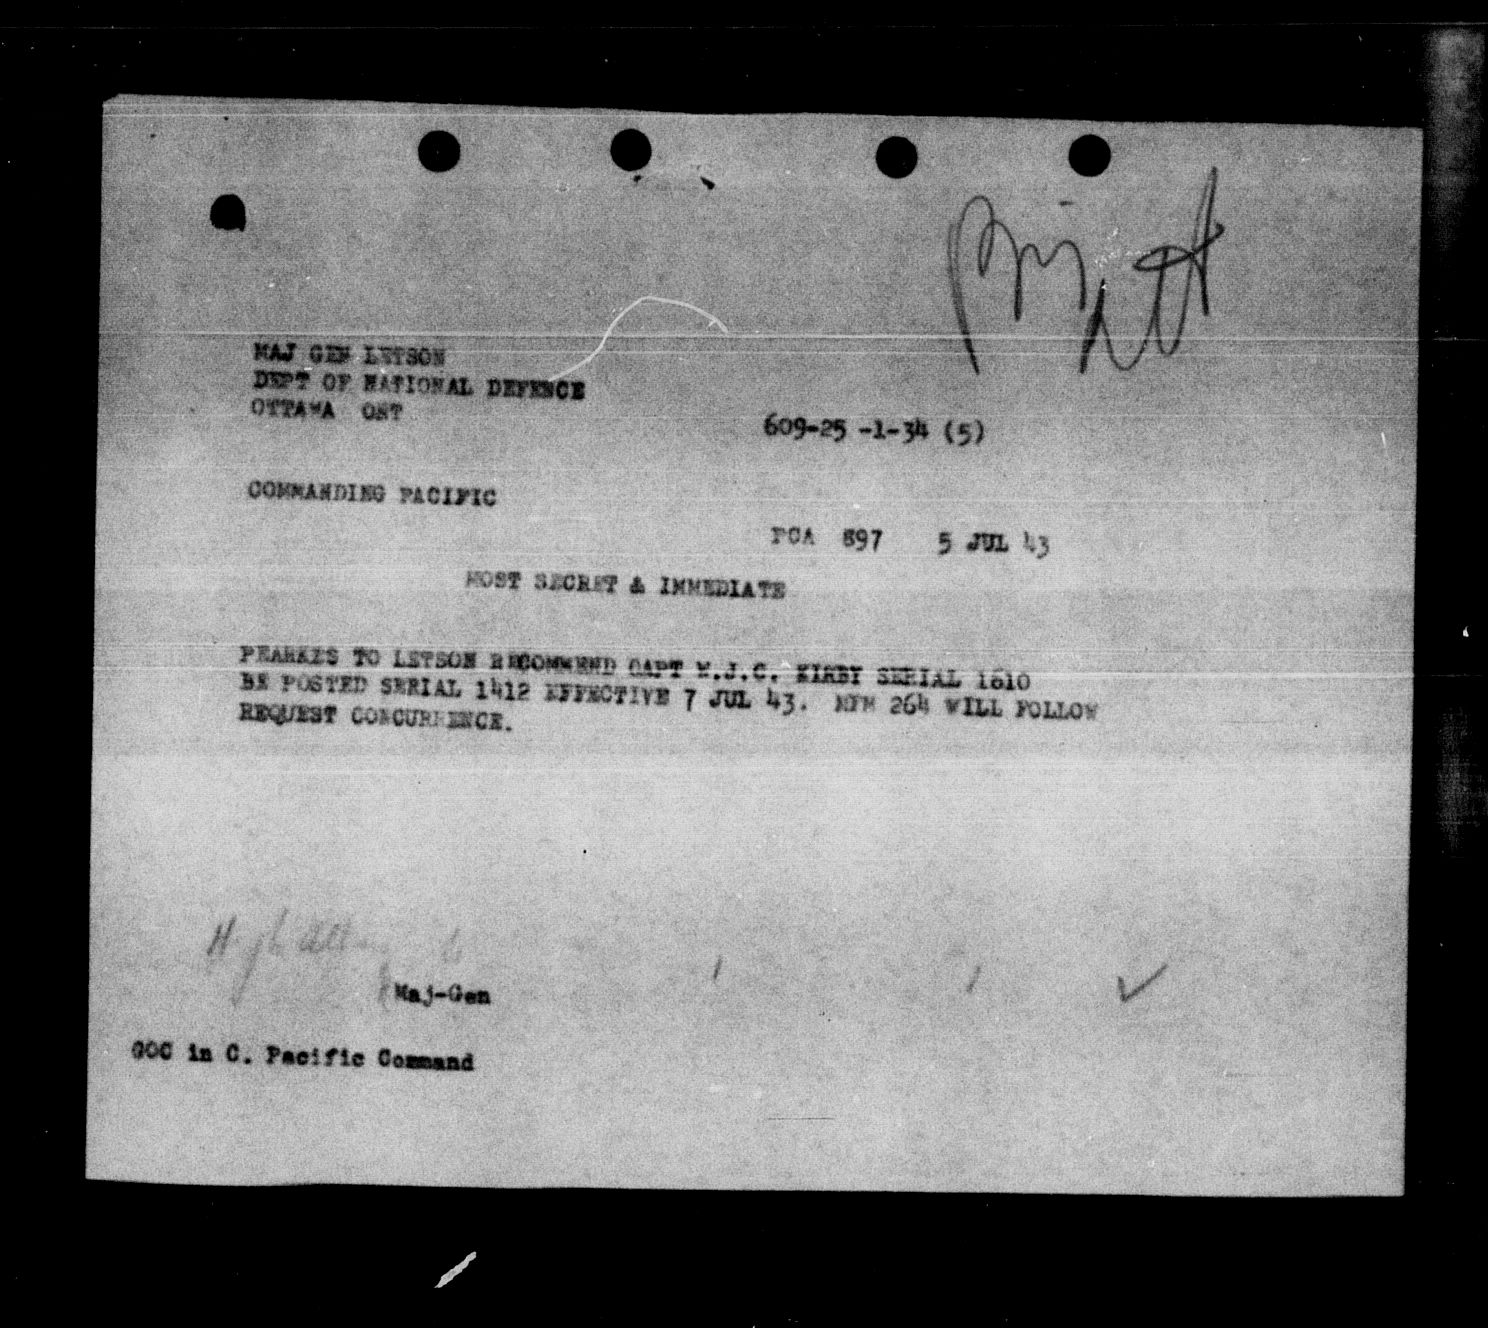 MAJ GEN LETSON
DEPT OF NATIONAL DEFENCE
OTTAWA ONT
609-25 -1-34 (5)
COMMANDING PACIFIC
PCA 897 5 JUL 43
MOST SECRET & IMMEDIATE
PEARKES TO LETSON RECOMMEND CAPT W.J.C. KIRBY SERIAL 1610
BE POSTED SERIAL 1412 EFFECTIVE 7 JUL 43. MFM 264 WILL FOLLOW
REQUEST CONCURRENCE.
Maj-Gen
GOC in C. Pacific Command